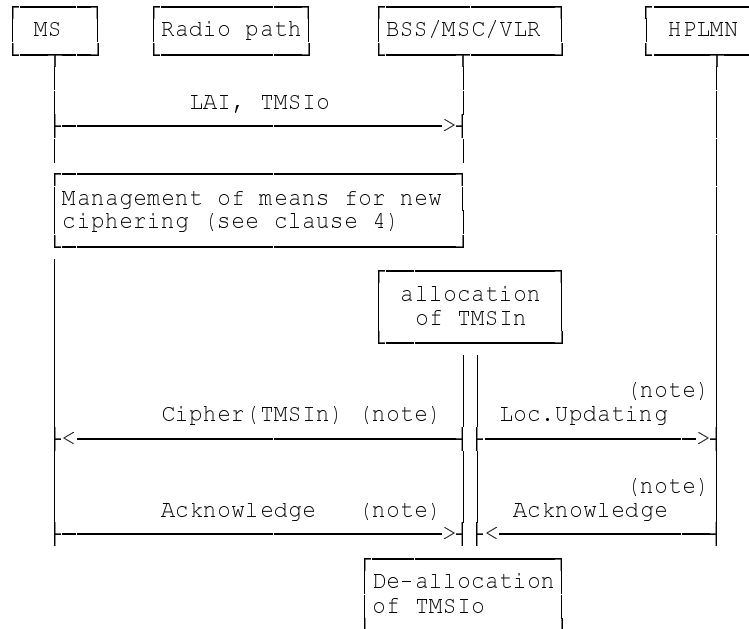 MS Radio path BSS/MSC/VLR HPLMN
LAI, TMSIo
Management of means for new
ciphering (see clause 4)
allocation
of TMSIn
(note)
Cipher(TMSIn) (note) Loc.Updating
(note)
Acknowledge (note) Acknowledge
De-allocation
of TMSIo